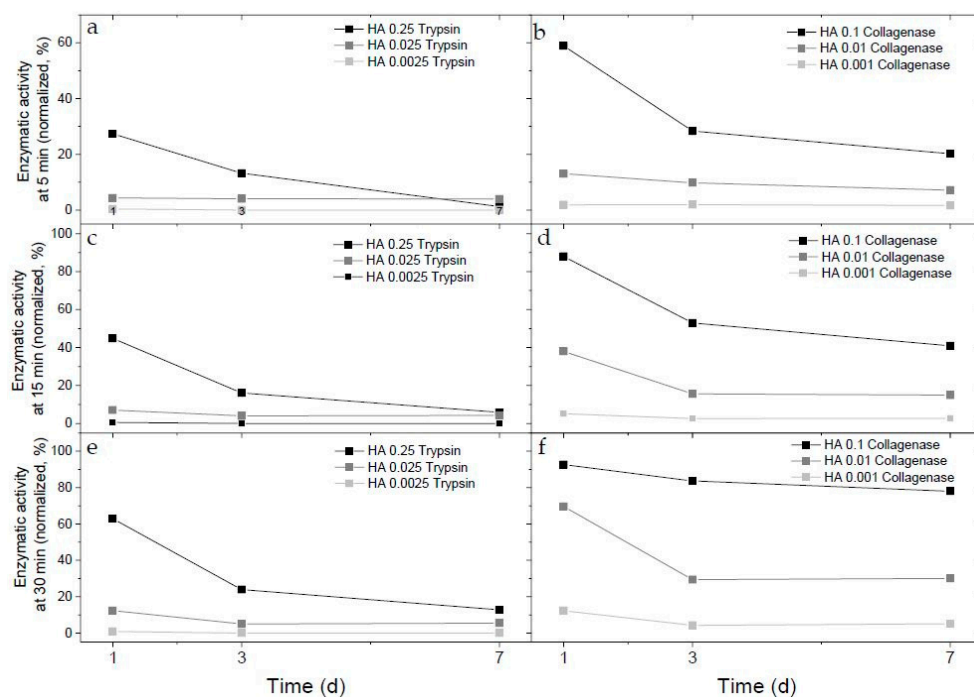 a
HA 0.25 Trypsin
HA 0.025 Trypsin
HA 0.0025 Trypsin
Enzymatic activity
at 5 min (normalized, %)
60
40
20
0
1
3
7
b
HA 0.1 Collagenase
HA 0.01 Collagenase
HA 0.001 Collagenase
c
HA 0.25 Trypsin
HA 0.025 Trypsin
HA 0.0025 Trypsin
Enzymatic activity
at 15 min (normalized, %)
100
80
60
40
20
0
d
HA 0.1 Collagenase
HA 0.01 Collagenase
HA 0.001 Collagenase
e
HA 0.25 Trypsin
HA 0.025 Trypsin
HA 0.0025 Trypsin
Enzymatic activity
at 30 min (normalized, %)
100
80
60
40
20
0
1
3
7
Time (d)
f
HA 0.1 Collagenase
HA 0.01 Collagenase
HA 0.001 Collagenase
1
3
7
Time (d)